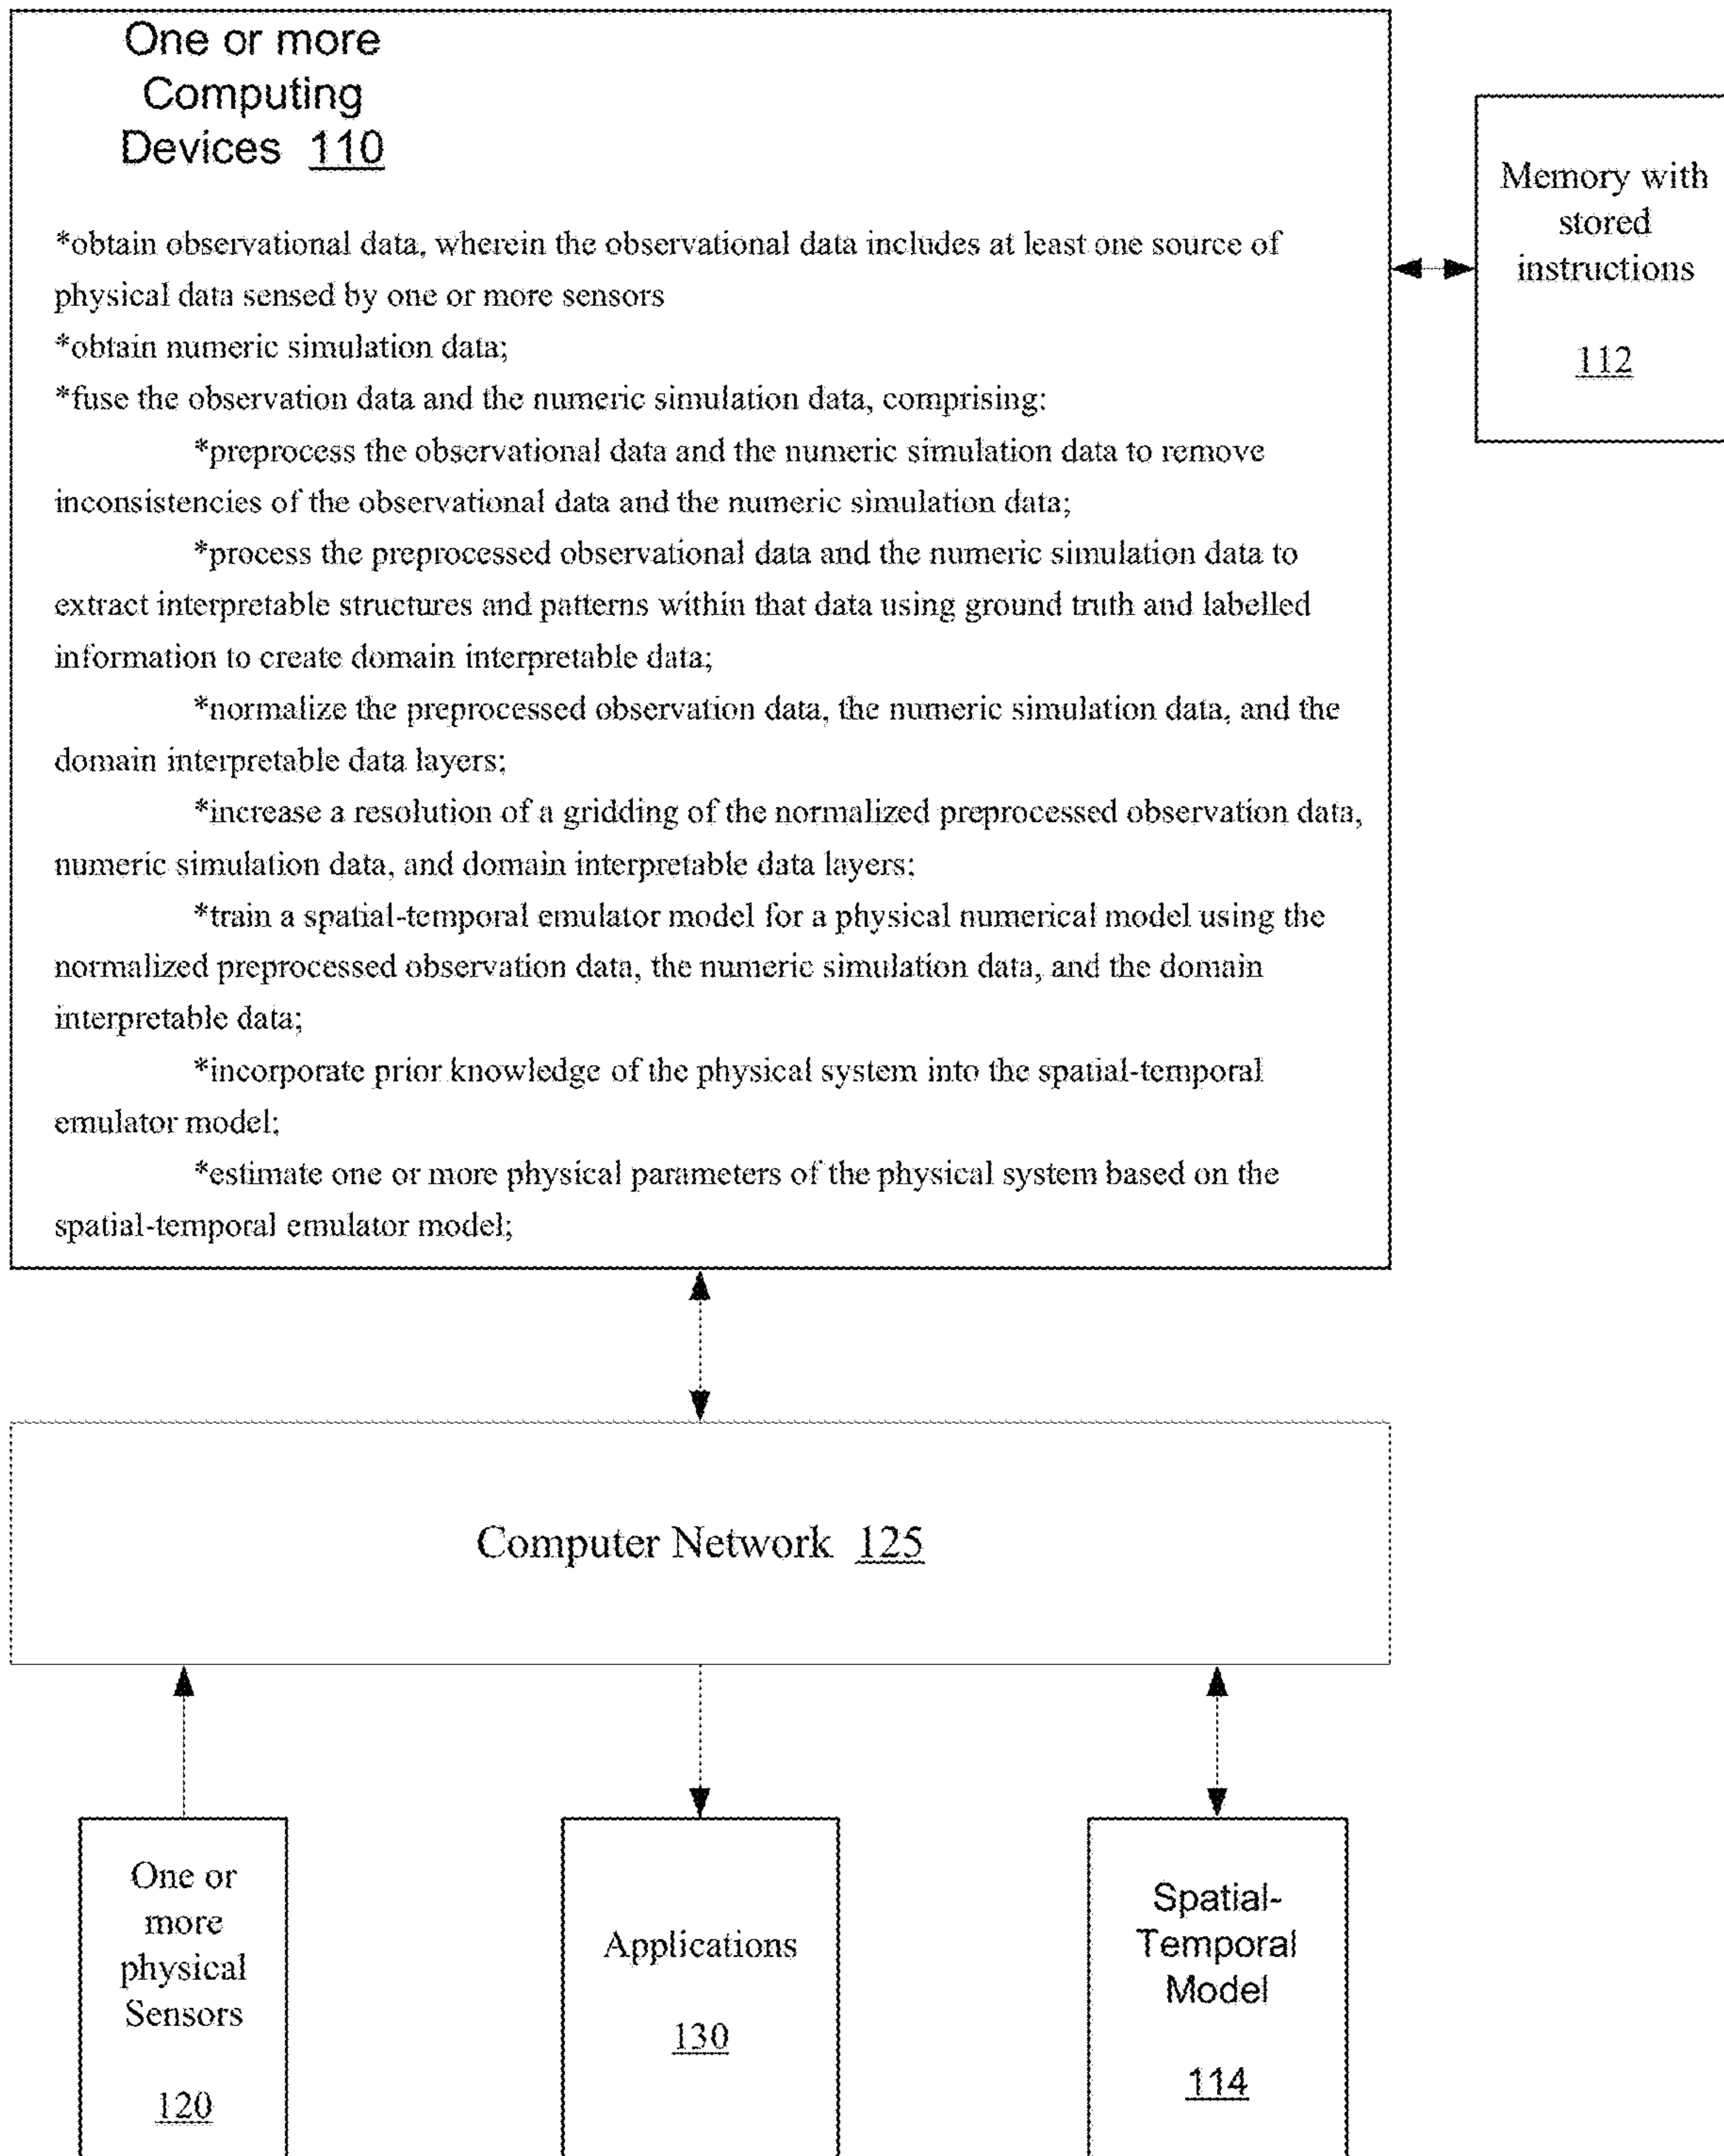 One or more
Computing
Devices 110
*obtain observational data, wherein the observational data includes at least one source of
physical data sensed by one or more sensors
*obtain numeric simulation data;
*fuse the observation data and the numeric simulation data, comprising:
*preprocess the observational data and the numeric simulation data to remove
inconsistencies of the observational data and the numeric simulation data;
*process the preprocessed observational data and the numeric simulation data to
extract interpretable structures and patterns within that data using ground truth and labelled
information to create domain interpretable data;
*normalize the preprocessed observation data, the numeric simulation data, and the
domain interpretable data layers;
*increase a resolution of a gridding of the normalized preprocessed observation data,
numeric simulation data, and domain interpretable data layers;
*train a spatial-temporal emulator model for a physical numerical model using the
normalized preprocessed observation data, the numeric simulation data, and the domain
interpretable data;
*incorporate prior knowledge of the physical system into the spatial-temporal
emulator model;
*estimate one or more physical parameters of the physical system based on the
spatial-temporal emulator model;
Memory with
stored
instructions
112
Computer Network 125
One or
more
physical
Sensors
120
Applications
130
Spatial-
Temporal
Model
114